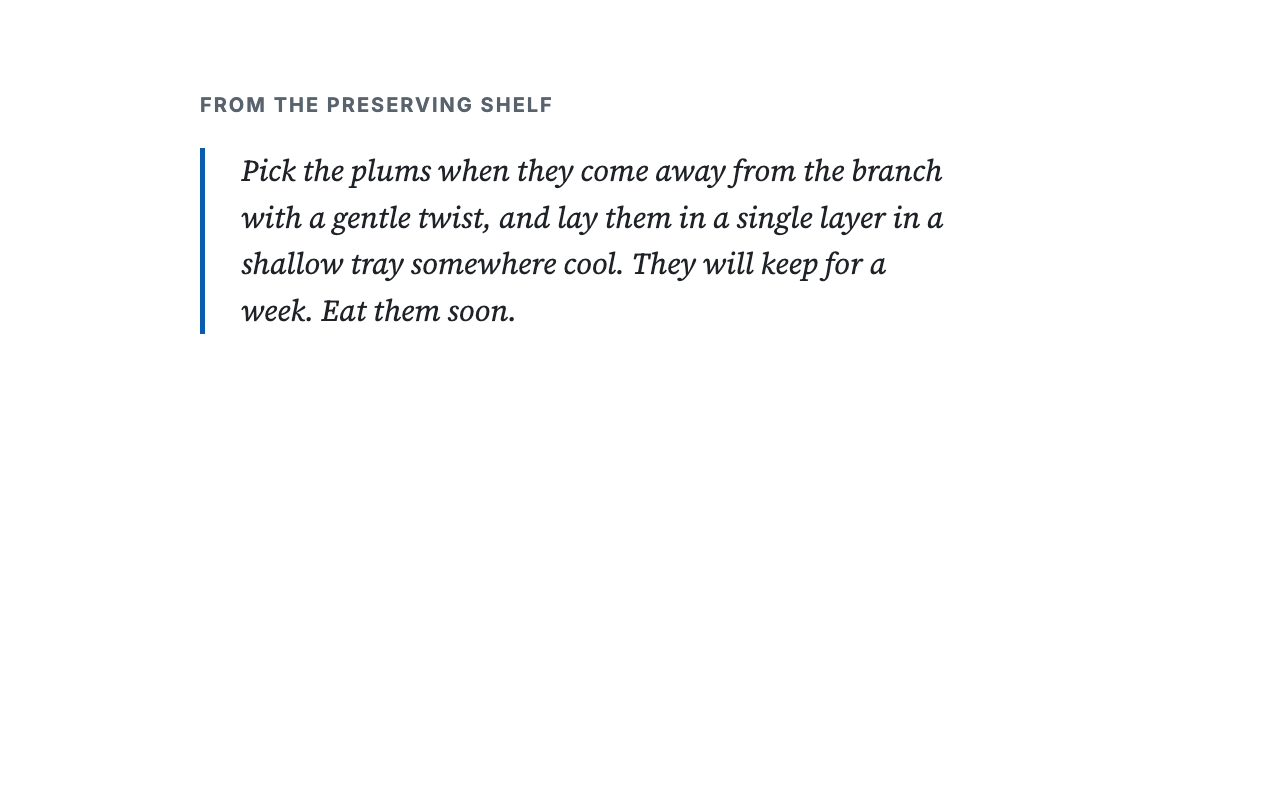 FROM THE PRESERVING SHELF
Pick the plums when they come away from the branch
with a gentle twist, and lay them in a single layer in a
shallow tray somewhere cool. They will keep for a
week. Eat them soon.